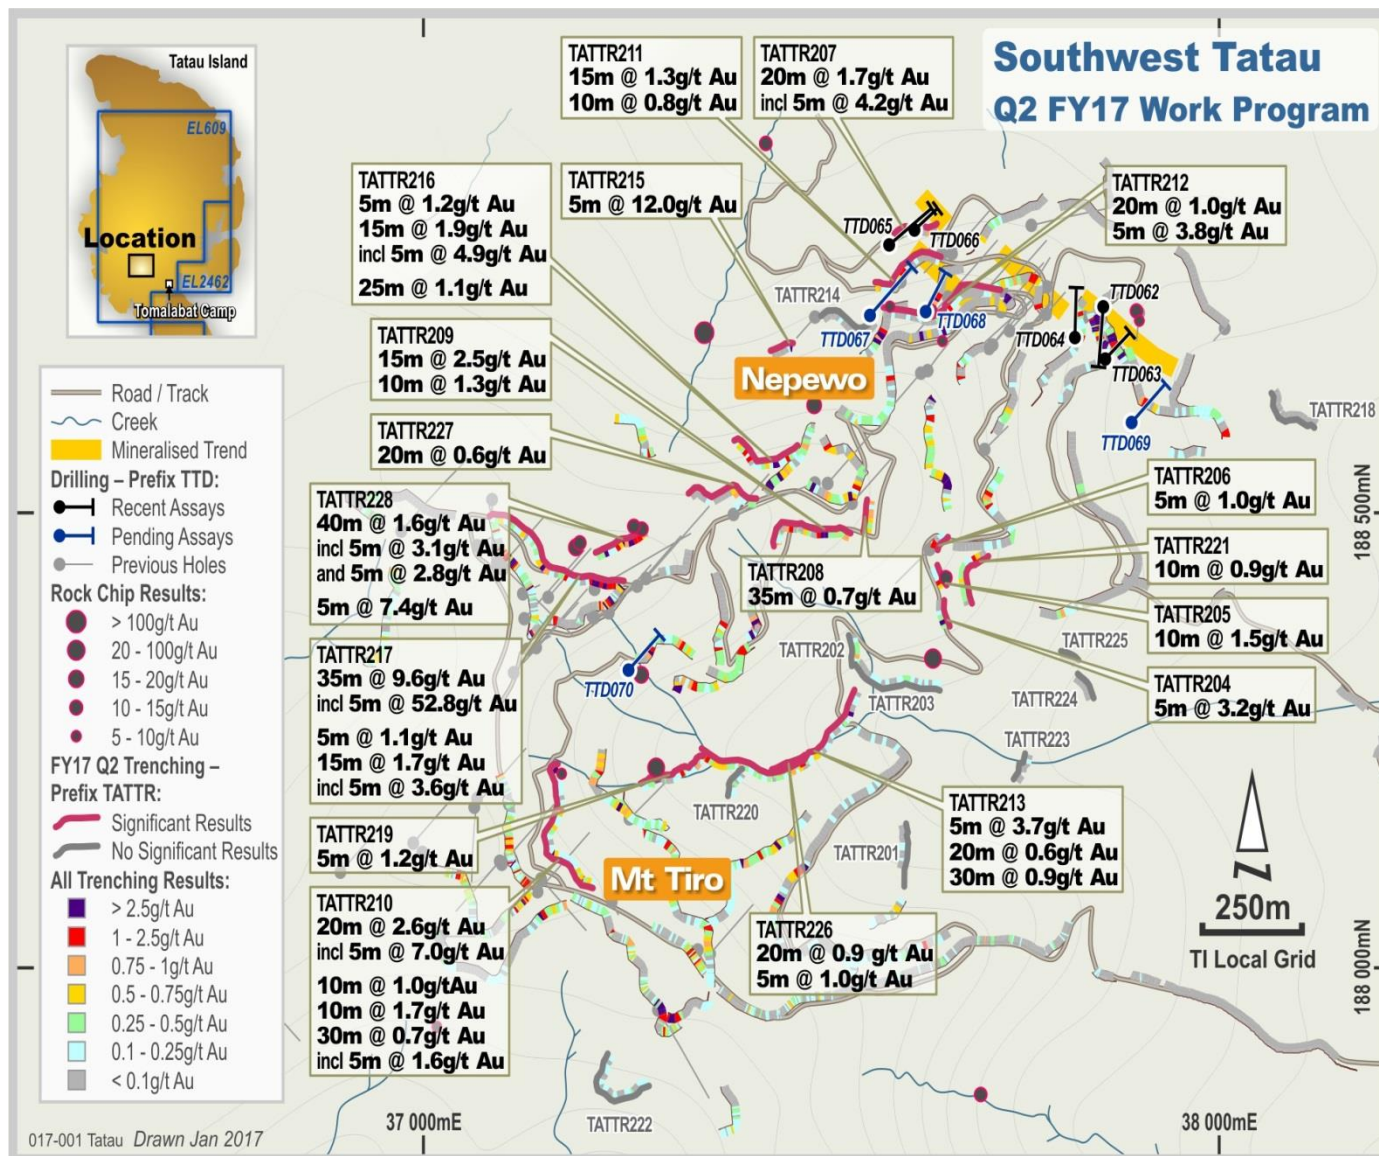 Southwest Tatau
Q2 FY17 Work Program
Tatau Island
EL609
Location
EL2462
Tomalabat Camp
TATTR211
15m @ 1.3g/t Au
10m @ 0.8g/t Au
TATTR207
20m @ 1.7g/t Au
incl 5m @ 4.2g/t Au
TATTR216
5m @ 1.2g/t Au
15m @ 1.9g/t Au
incl 5m @ 4.9g/t Au
25m @ 1.1g/t Au
TATTR215
5m @ 12.0g/t Au
TATTR212
20m @ 1.0g/t Au
5m @ 3.8g/t Au
TTD065
TTD066
TATTR214
TTD067
TTD068
TTD062
TTD064
TTD063
TTD069
TATTR218
Nepewo
TATTR209
15m @ 2.5g/t Au
10m @ 1.3g/t Au
TATTR227
20m @ 0.6g/t Au
TATTR228
40m @ 1.6g/t Au
incl 5m @ 3.1g/t Au
and 5m @ 2.8g/t Au
5m @ 7.4g/t Au
TATTR206
5m @ 1.0g/t Au
TATTR221
10m @ 0.9g/t Au
TATTR208
35m @ 0.7g/t Au
TATTR205
10m @ 1.5g/t Au
TATTR204
5m @ 3.2g/t Au
TATTR217
35m @ 9.6g/t Au
incl 5m @ 52.8g/t Au
5m @ 1.1g/t Au
15m @ 1.7g/t Au
incl 5m @ 3.6g/t Au
TTD070
TATTR202
TATTR203
TATTR225
TATTR224
TATTR223
TATTR220
TATTR219
5m @ 1.2g/t Au
TATTR213
5m @ 3.7g/t Au
20m @ 0.6g/t Au
30m @ 0.9g/t Au
TATTR201
Mt Tiro
TATTR210
20m @ 2.6g/t Au
incl 5m @ 7.0g/t Au
10m @ 1.0g/tAu
10m @ 1.7g/t Au
30m @ 0.7g/t Au
incl 5m @ 1.6g/t Au
TATTR226
20m @ 0.9 g/t Au
5m @ 1.0g/t Au
TATTR222
Z
250m
TI Local Grid
188 500mN
188 000mN
37 000mE
38 000mE
Road / Track
Creek
Mineralised Trend
Drilling – Prefix TTD:
Recent Assays
Pending Assays
Previous Holes
Rock Chip Results:
> 100g/t Au
20 - 100g/t Au
15 - 20g/t Au
10 - 15g/t Au
5 - 10g/t Au
FY17 Q2 Trenching –
Prefix TATTR:
Significant Results
No Significant Results
All Trenching Results:
> 2.5g/t Au
1 - 2.5g/t Au
0.75 - 1g/t Au
0.5 - 0.75g/t Au
0.25 - 0.5g/t Au
0.1 - 0.25g/t Au
< 0.1g/t Au
017-001 Tatau Drawn Jan 2017